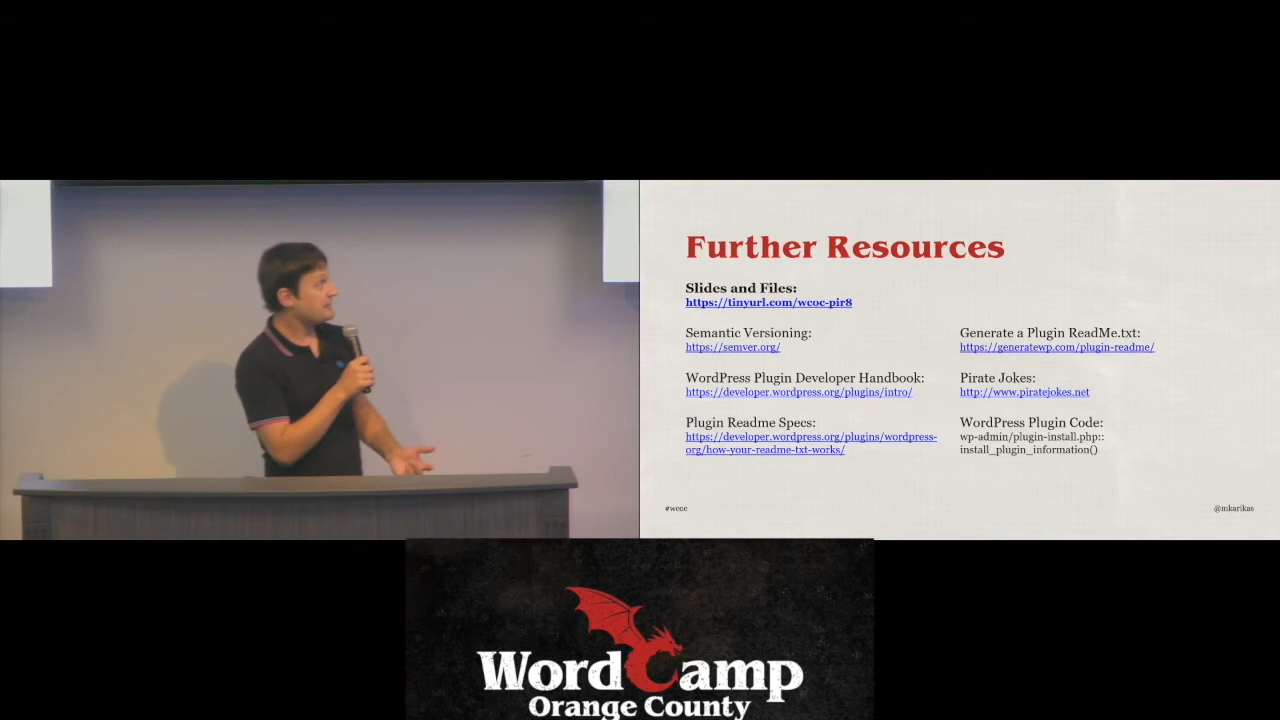 Further Resources
Slides and Files:
https://tinyurl.com/wcoc-pir8
Semantic Versioning:
https://semver.org/
WordPress Plugin Developer Handbook:
https://developer.wordpress.org/plugins/intro/
Plugin Readme Specs:
https://developer.wordpress.org/plugins/wordpress-
org/how-your-readme-txt-works/
Generate a Plugin ReadMe.txt:
https://generatewp.com/plugin-readme/
Pirate Jokes:
http://www.piratejokes.net
WordPress Plugin Code:
wp-admin/plugin-install.php::
install_plugin_information()
#wcoc
@mkarikas
WordCamp
Orange County